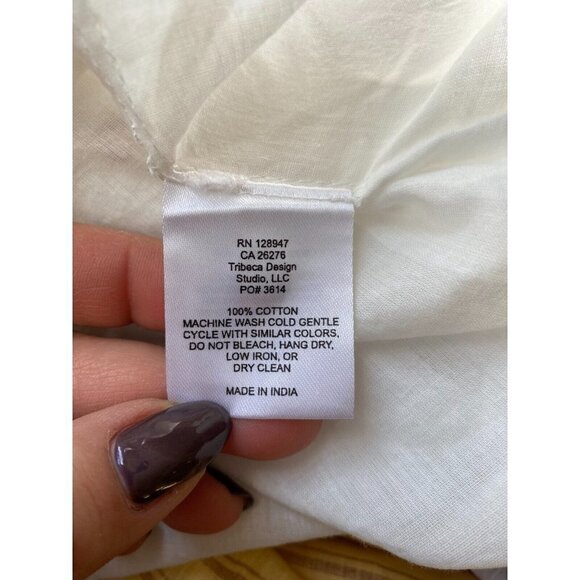 RN 128947
CA 26276
Tribeca Design
Studio, LLC
PO# 3614
100% COTTON
MACHINE WASH COLD GENTLE
CYCLE WITH SIMILAR COLORS,
DO NOT BLEACH, HANG DRY,
LOW IRON, OR
DRY CLEAN
MADE IN INDIA